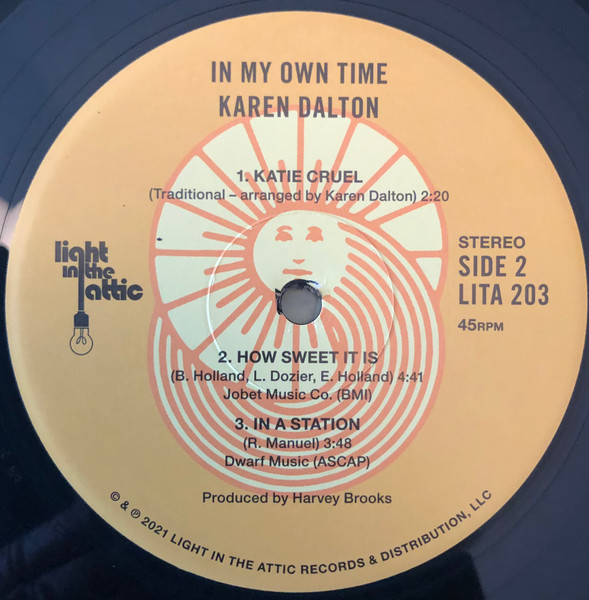 IN MY OWN TIME
KAREN DALTON
1. KATIE CRUEL
(Traditional – arranged by Karen Dalton) 2:20
light
in the
attic
STEREO
SIDE 2
LITA 203
45RPM
2. HOW SWEET IT IS
(B. Holland, L. Dozier, E. Holland) 4:41
Jobet Music Co. (BMI)
3. IN A STATION
(R. Manuel) 3:48
Dwarf Music (ASCAP)
Produced by Harvey Brooks
© & ℗ 2021 LIGHT IN THE ATTIC RECORDS & DISTRIBUTION, LLC